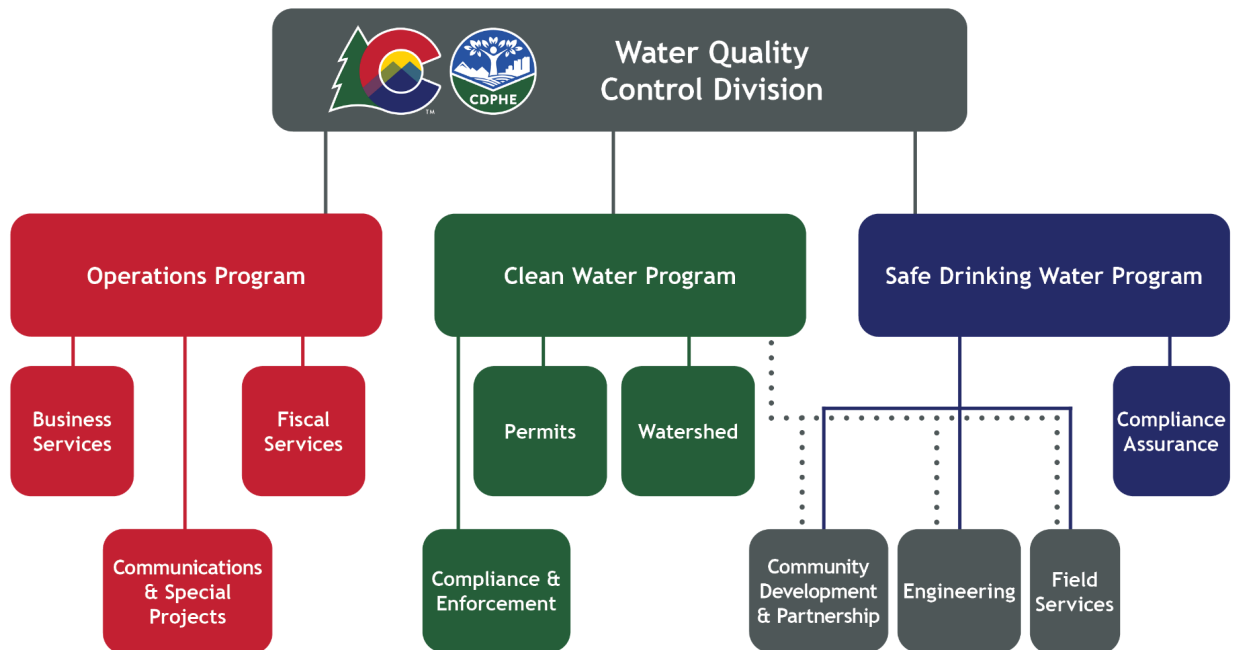 Water Quality
Control Division
CDPHE
TM
Operations Program
Clean Water Program
Safe Drinking Water Program
Business
Services
Fiscal
Services
Permits
Watershed
Compliance
Assurance
Communications
& Special
Projects
Compliance &
Enforcement
Community
Development
& Partnership
Engineering
Field
Services